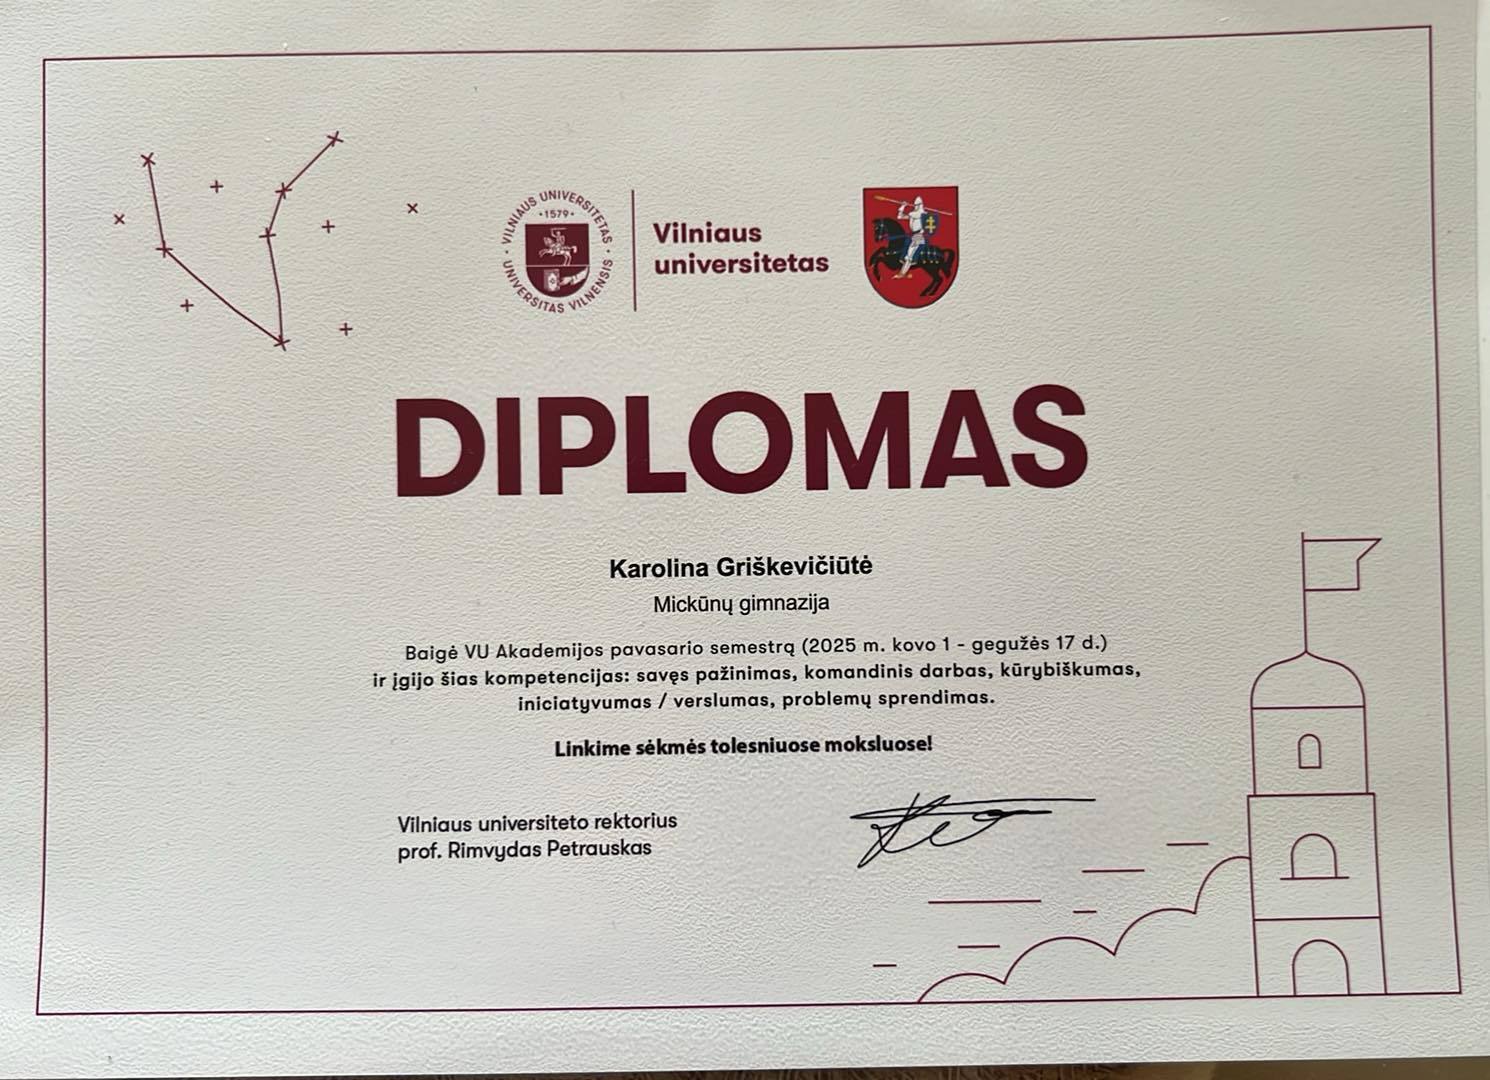 VILNIAUS UNIVERSITETAS
·1579·
UNIVERSITAS VILNENSIS
Vilniaus
universitetas
DIPLOMAS
Karolina Griškevičiūtė
Mickūnų gimnazija
Baigė VU Akademijos pavasario semestrą (2025 m. kovo 1 - gegužės 17 d.)
ir įgijo šias kompetencijas: savęs pažinimas, komandinis darbas, kūrybiškumas,
iniciatyvumas / verslumas, problemų sprendimas.
Linkime sėkmės tolesniuose moksluose!
Vilniaus universiteto rektorius
prof. Rimvydas Petrauskas